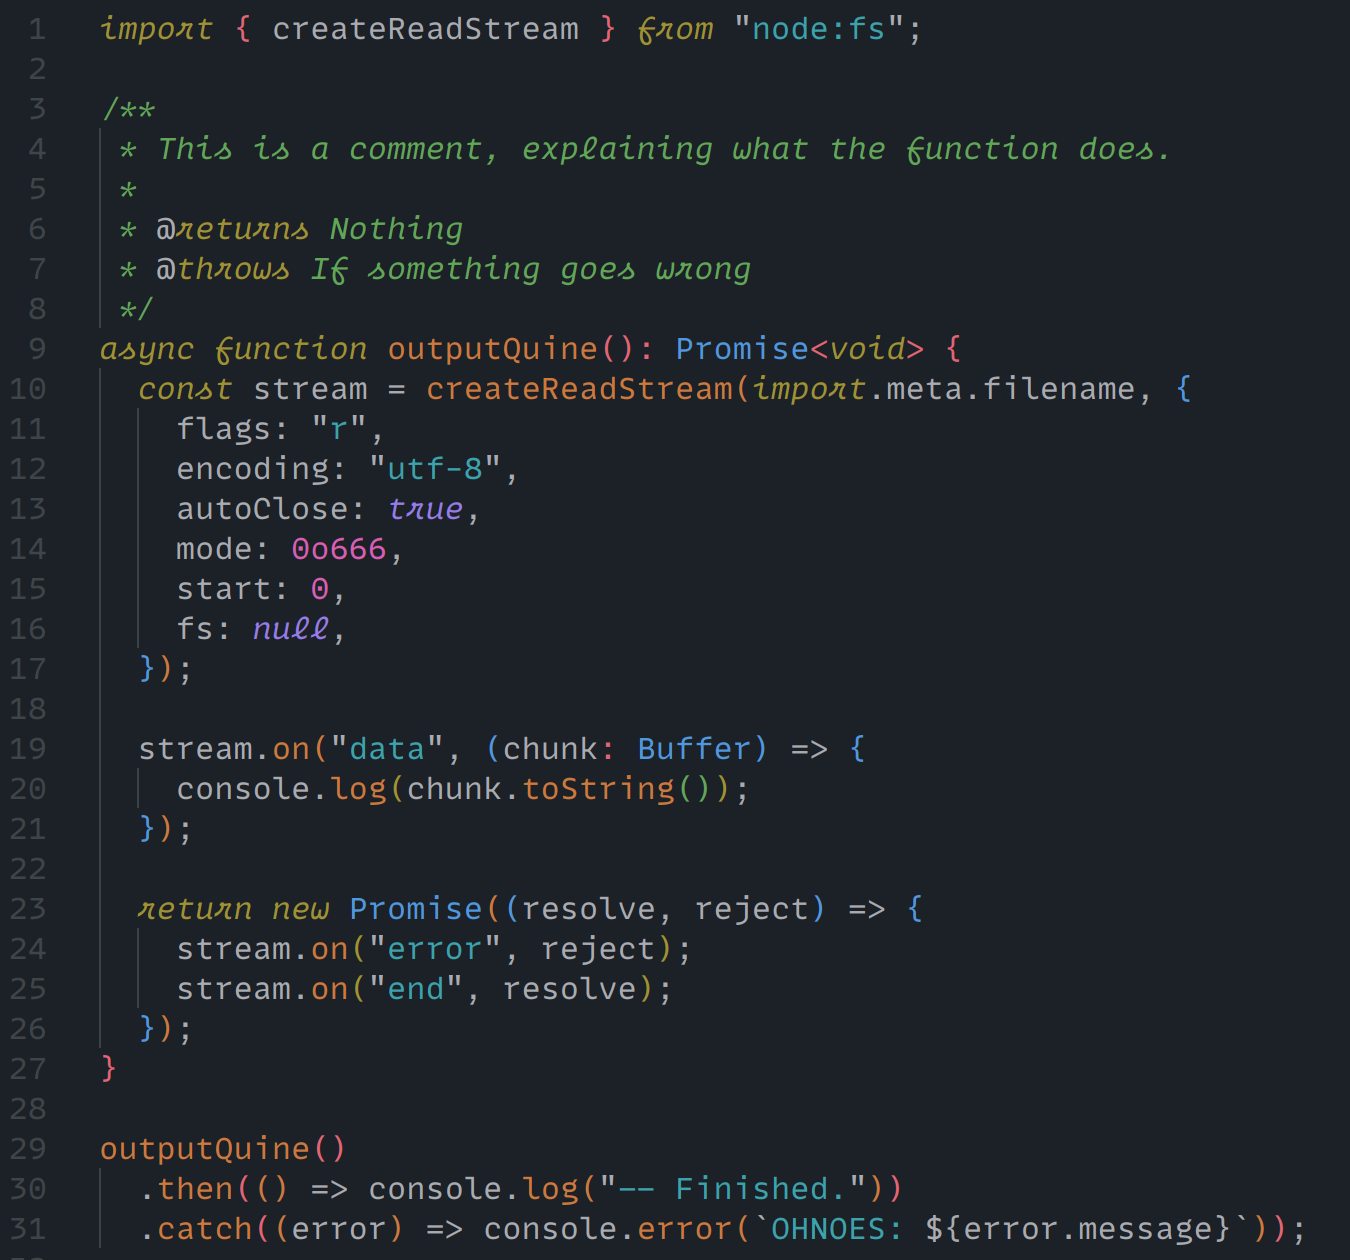 1 import { createReadStream } from "node:fs";
2
3 /**
4 * This is a comment, explaining what the function does.
5 *
6 * @returns Nothing
7 * @throws If something goes wrong
8 */
9 async function outputQuine(): Promise<void> {
10 const stream = createReadStream(import.meta.filename, {
11 flags: "r",
12 encoding: "utf-8",
13 autoClose: true,
14 mode: 0o666,
15 start: 0,
16 fs: null,
17 });
18
19 stream.on("data", (chunk: Buffer) => {
20 console.log(chunk.toString());
21 });
22
23 return new Promise((resolve, reject) => {
24 stream.on("error", reject);
25 stream.on("end", resolve);
26 });
27 }
28
29 outputQuine()
30 .then(() => console.log("-- Finished."))
31 .catch((error) => console.error(`OHNOES: ${error.message}`));